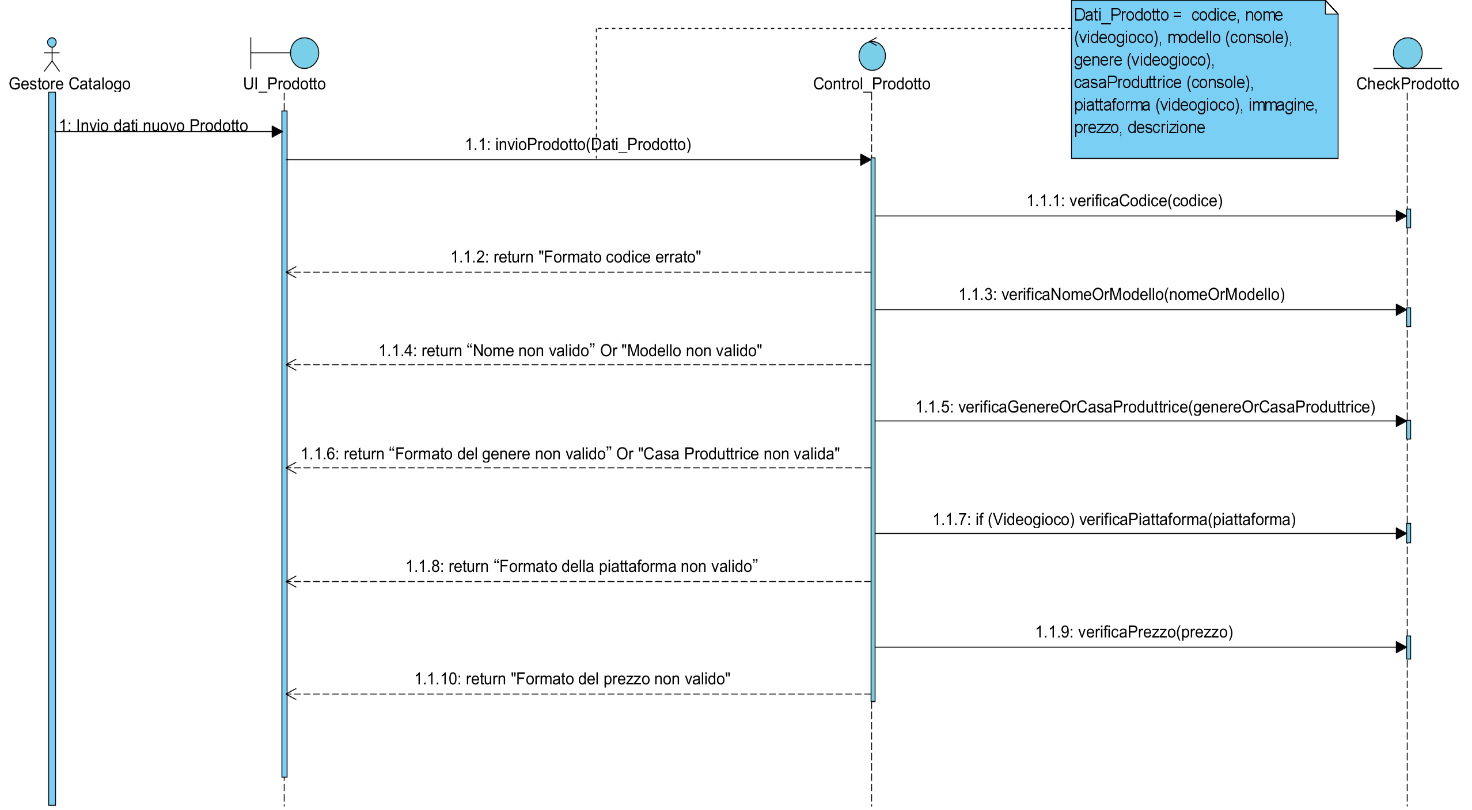 Dati_Prodotto = codice, nome
(videogioco), modello (console),
genere (videogioco),
casaProduttrice (console),
piattaforma (videogioco), immagine,
prezzo, descrizione
Gestore Catalogo
UI_Prodotto
Control_Prodotto
CheckProdotto
1: Invio dati nuovo Prodotto
1.1: invioProdotto(Dati_Prodotto)
1.1.1: verificaCodice(codice)
1.1.2: return "Formato codice errato"
1.1.3: verificaNomeOrModello(nomeOrModello)
1.1.4: return “Nome non valido” Or "Modello non valido"
1.1.5: verificaGenereOrCasaProduttrice(genereOrCasaProduttrice)
1.1.6: return “Formato del genere non valido” Or "Casa Produttrice non valida"
1.1.7: if (Videogioco) verificaPiattaforma(piattaforma)
1.1.8: return “Formato della piattaforma non valido”
1.1.9: verificaPrezzo(prezzo)
1.1.10: return "Formato del prezzo non valido"